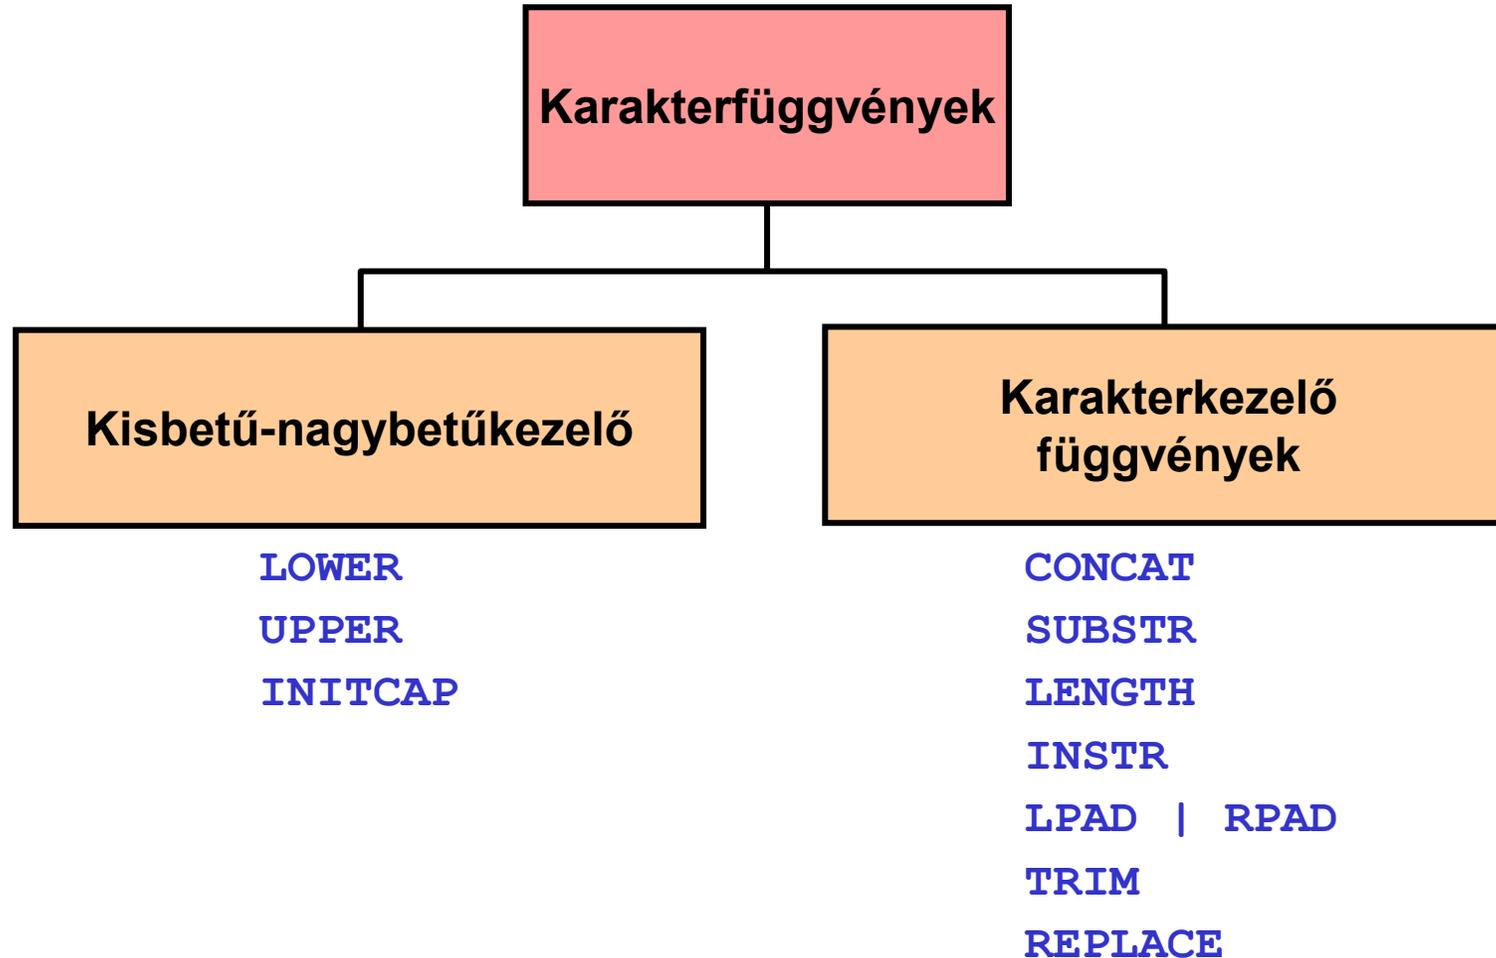 Karakterfüggvények
Kisbetű-nagybetűkezelő
LOWER
UPPER
INITCAP
Karakterkezelő
függvények
CONCAT
SUBSTR
LENGTH
INSTR
LPAD | RPAD
TRIM
REPLACE